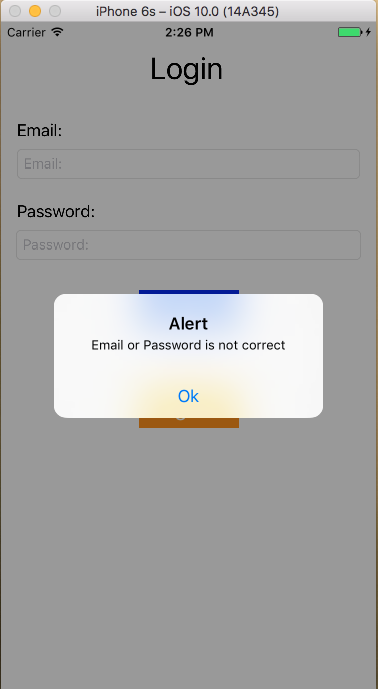 iPhone 6s – iOS 10.0 (14A345)
Carrier 2:26 PM
Login
Email:
Email:
Password:
Password:
Alert
Email or Password is not correct
Ok